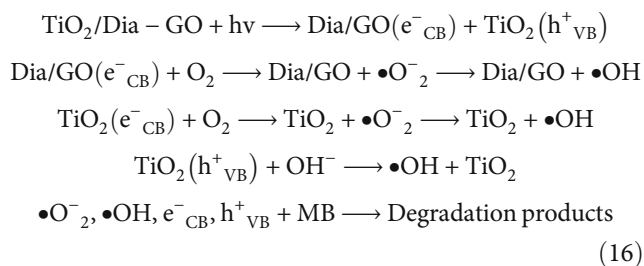 TiO₂/Dia − GO + hv ⟶ Dia/GO(e⁻CB) + TiO₂(h⁺VB)
Dia/GO(e⁻CB) + O₂ ⟶ Dia/GO + •O⁻₂ ⟶ Dia/GO + •OH
TiO₂(e⁻CB) + O₂ ⟶ TiO₂ + •O⁻₂ ⟶ TiO₂ + •OH
TiO₂(h⁺VB) + OH⁻ ⟶ •OH + TiO₂
•O⁻₂, •OH, e⁻CB, h⁺VB + MB ⟶ Degradation products
(16)